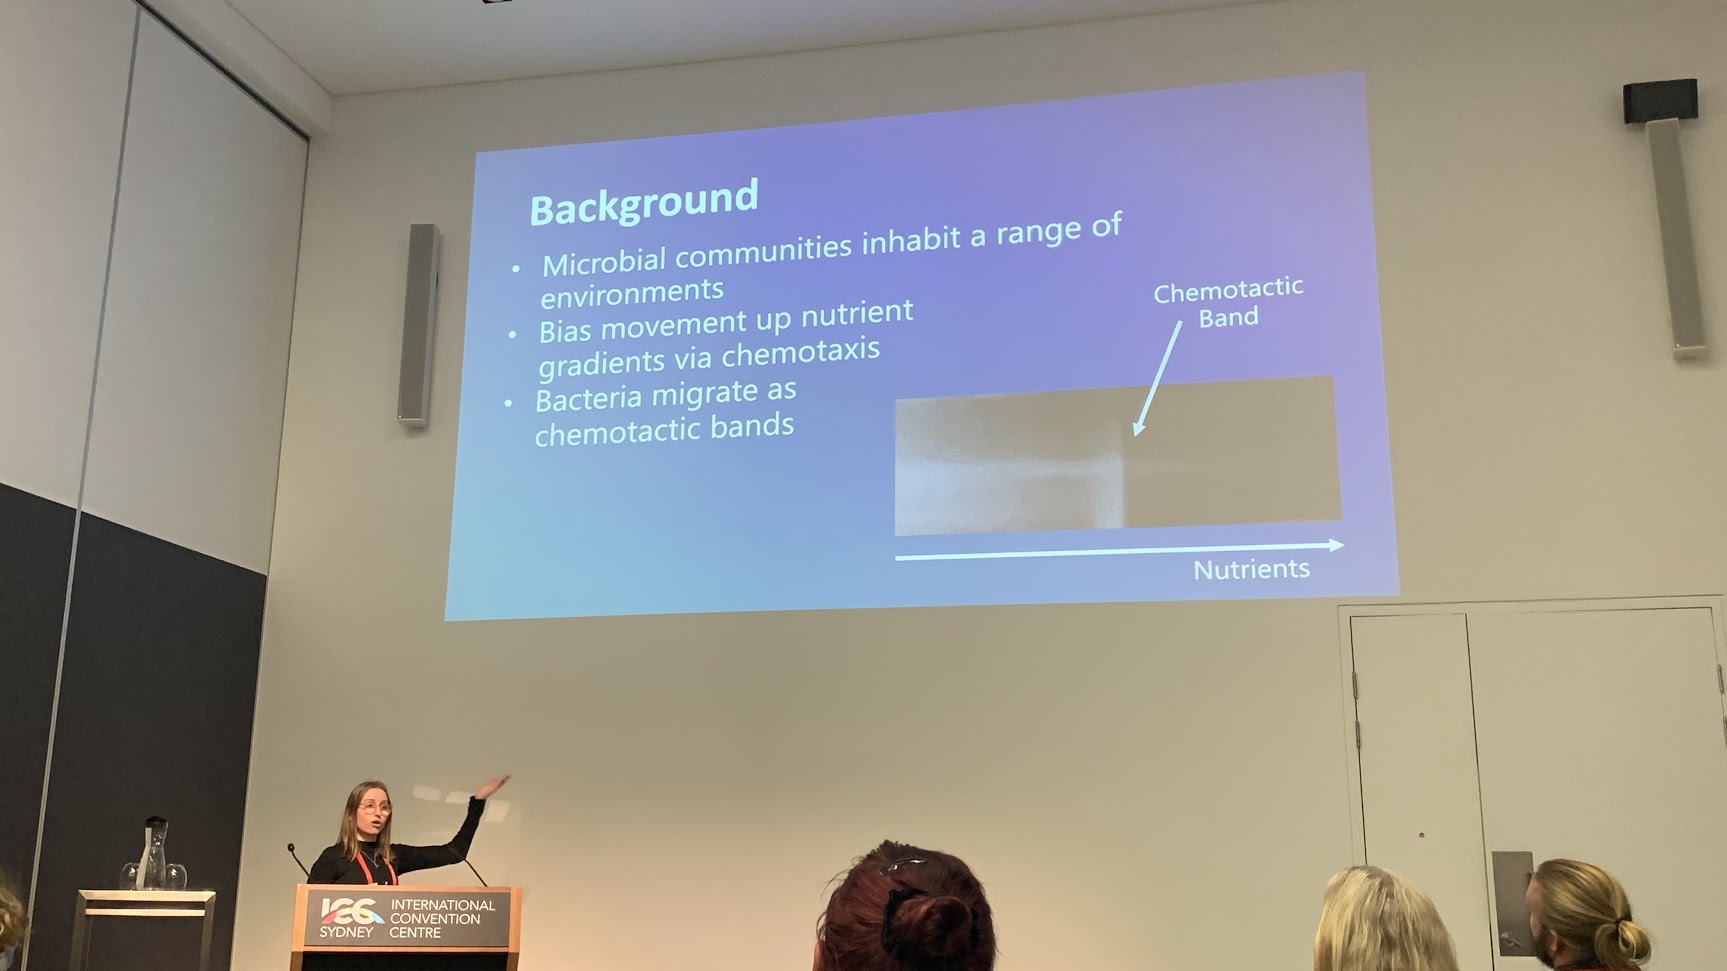 Background
• Microbial communities inhabit a range of
environments
• Bias movement up nutrient
gradients via chemotaxis
• Bacteria migrate as
chemotactic bands
Chemotactic
Band
Nutrients
ICC
SYDNEY
INTERNATIONAL
CONVENTION
CENTRE